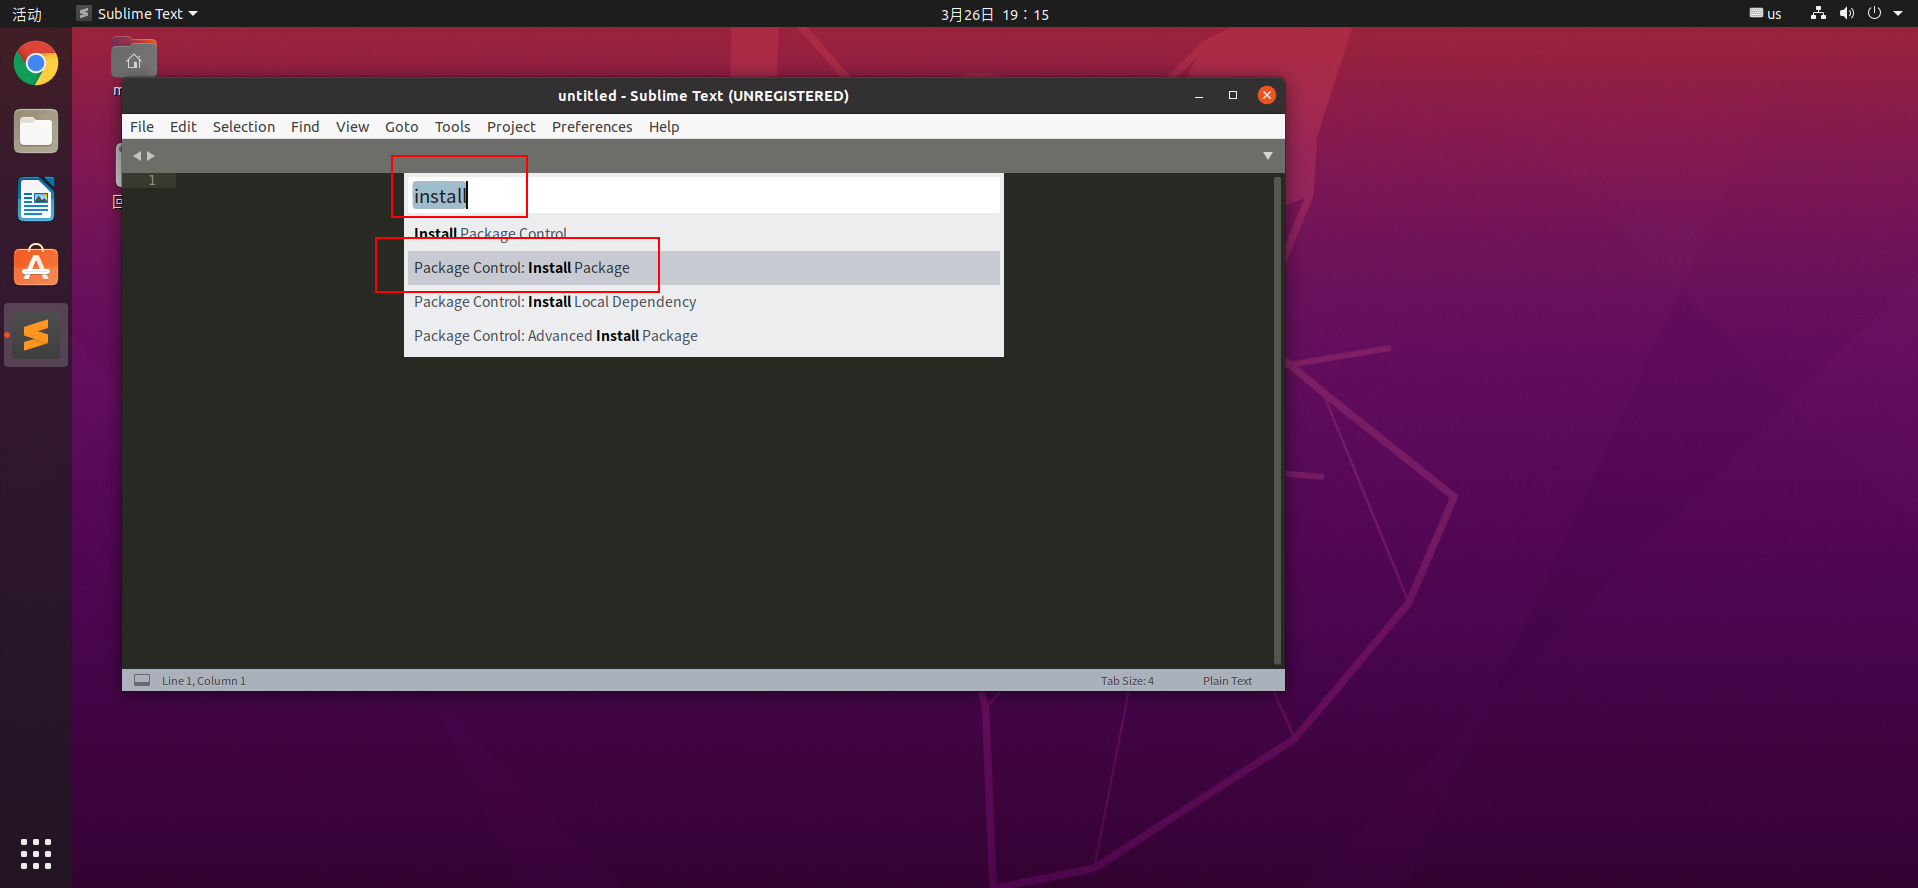 活动
Sublime Text
3月26日 19：15
us
untitled - Sublime Text (UNREGISTERED)
File Edit Selection Find View Goto Tools Project Preferences Help
1
install
Install Package Control
Package Control: Install Package
Package Control: Install Local Dependency
Package Control: Advanced Install Package
Line 1, Column 1
Tab Size: 4
Plain Text